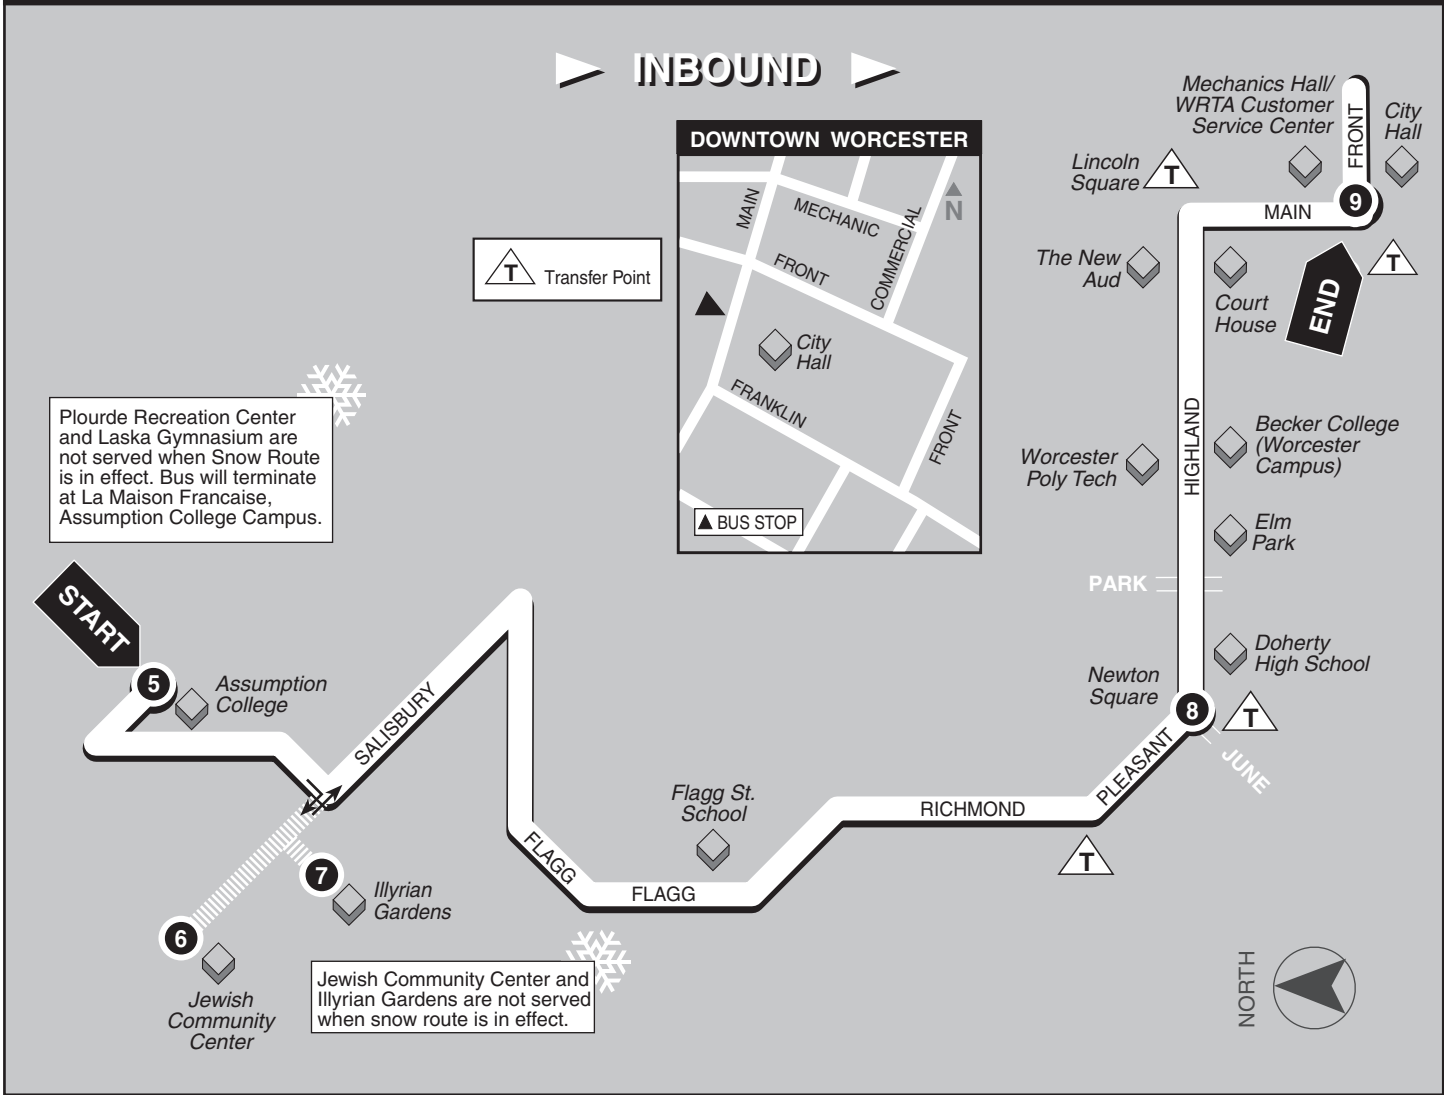 INBOUND
Mechanics Hall/
WRTA Customer
Service Center
FRONT
City
Hall
Lincoln
Square
T
9
MAIN
DOWNTOWN WORCESTER
MAIN
MECHANIC
COMMERCIAL
N
FRONT
City
Hall
FRANKLIN
FRONT
BUS STOP
T Transfer Point
The New
Aud
Court
House
END
T
Plourde Recreation Center
and Laska Gymnasium are
not served when Snow Route
is in effect. Bus will terminate
at La Maison Francaise,
Assumption College Campus.
HIGHLAND
Worcester
Poly Tech
Becker College
(Worcester
Campus)
Elm
Park
PARK
START
5
Assumption
College
SALISBURY
Doherty
High School
Newton
Square
8
T
JUNE
PLEASANT
Flagg St.
School
RICHMOND
T
FLAGG
FLAGG
7
Illyrian
Gardens
6
Jewish
Community
Center
Jewish Community Center and
Illyrian Gardens are not served
when snow route is in effect.
NORTH